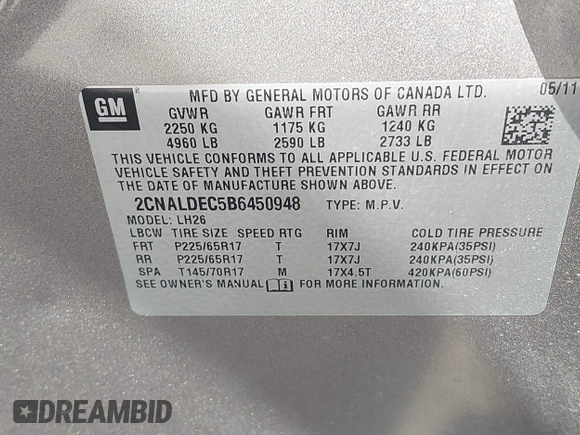 GM
MFD BY GENERAL MOTORS OF CANADA LTD. 05/11
GVWR GAWR FRT GAWR RR
2250 KG 1175 KG 1240 KG
4960 LB 2590 LB 2733 LB
THIS VEHICLE CONFORMS TO ALL APPLICABLE U.S. FEDERAL MOTOR
VEHICLE SAFETY AND THEFT PREVENTION STANDARDS IN EFFECT ON
THE DATE OF MANUFACTURE SHOWN ABOVE.
2CNALDEC5B6450948 TYPE: M.P.V.
MODEL: LH26
LBCW TIRE SIZE SPEED RTG RIM COLD TIRE PRESSURE
FRT P225/65R17 T 17X7J 240KPA(35PSI)
RR P225/65R17 T 17X7J 240KPA(35PSI)
SPA T145/70R17 M 17X4.5T 420KPA(60PSI)
SEE OWNER'S MANUAL FOR MORE INFORMATION.
DREAMBID